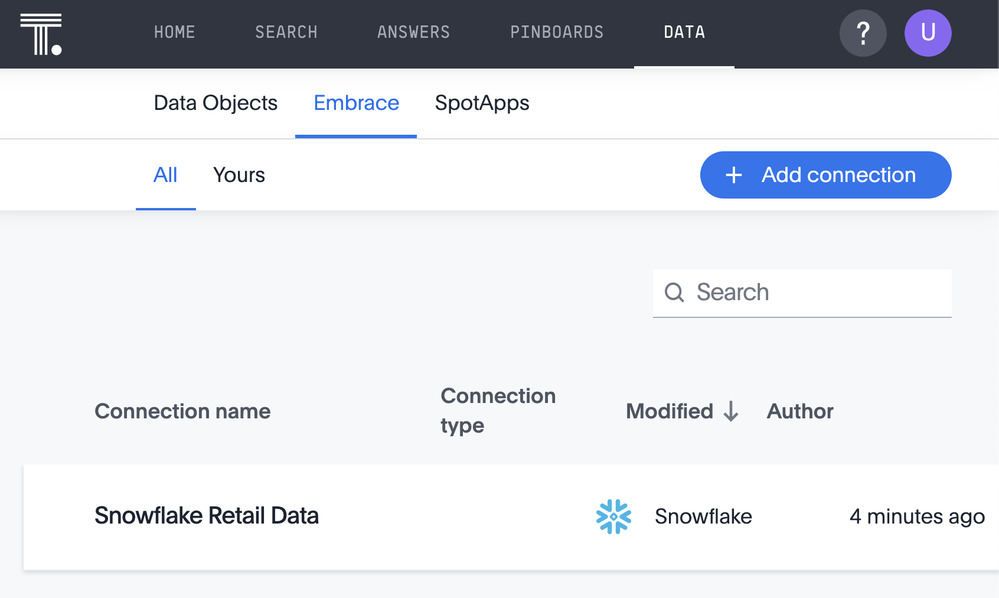 HOME SEARCH ANSWERS PINBOARDS DATA ? U
Data Objects Embrace SpotApps
All Yours + Add connection
Search
Connection name Connection type Modified ↓ Author
Snowflake Retail Data Snowflake 4 minutes ago